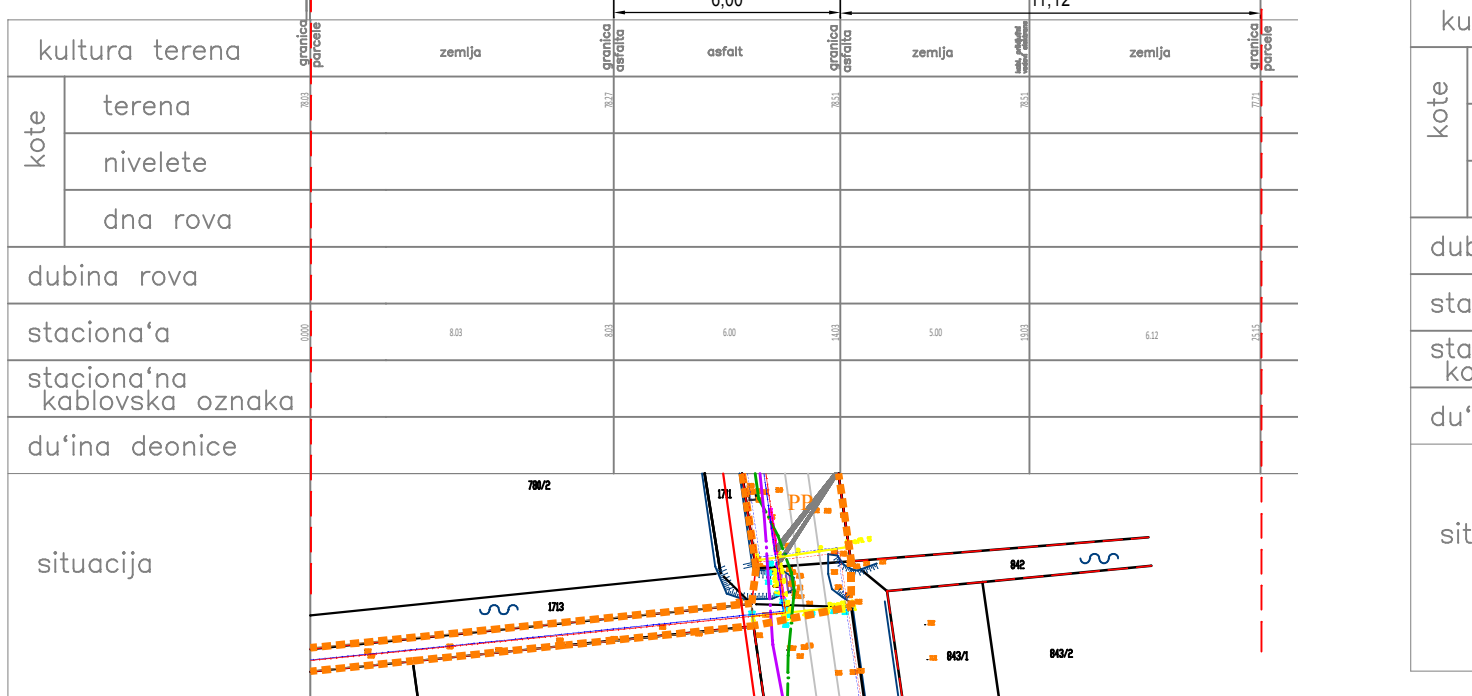 6,00 11,12
kultura terena
granica parcele
zemlja
granica asfalta
asfalt
granica asfalta
zemlja
zemlja
granica parcele
ku
kote
terena
78.03
78.27
78.51
78.51
77.71
kote
nivelete
dna rova
dubina rova
dub
staciona‘a
0.000
8.03
8.03
6.00
14.03
5.00
19.03
6.12
25.15
sta
staciona‘na
kablovska oznaka
sta
ko
du‘ina deonice
du‘
situacija
sit
780/2
17/1
PP
842
1713
843/1
843/2